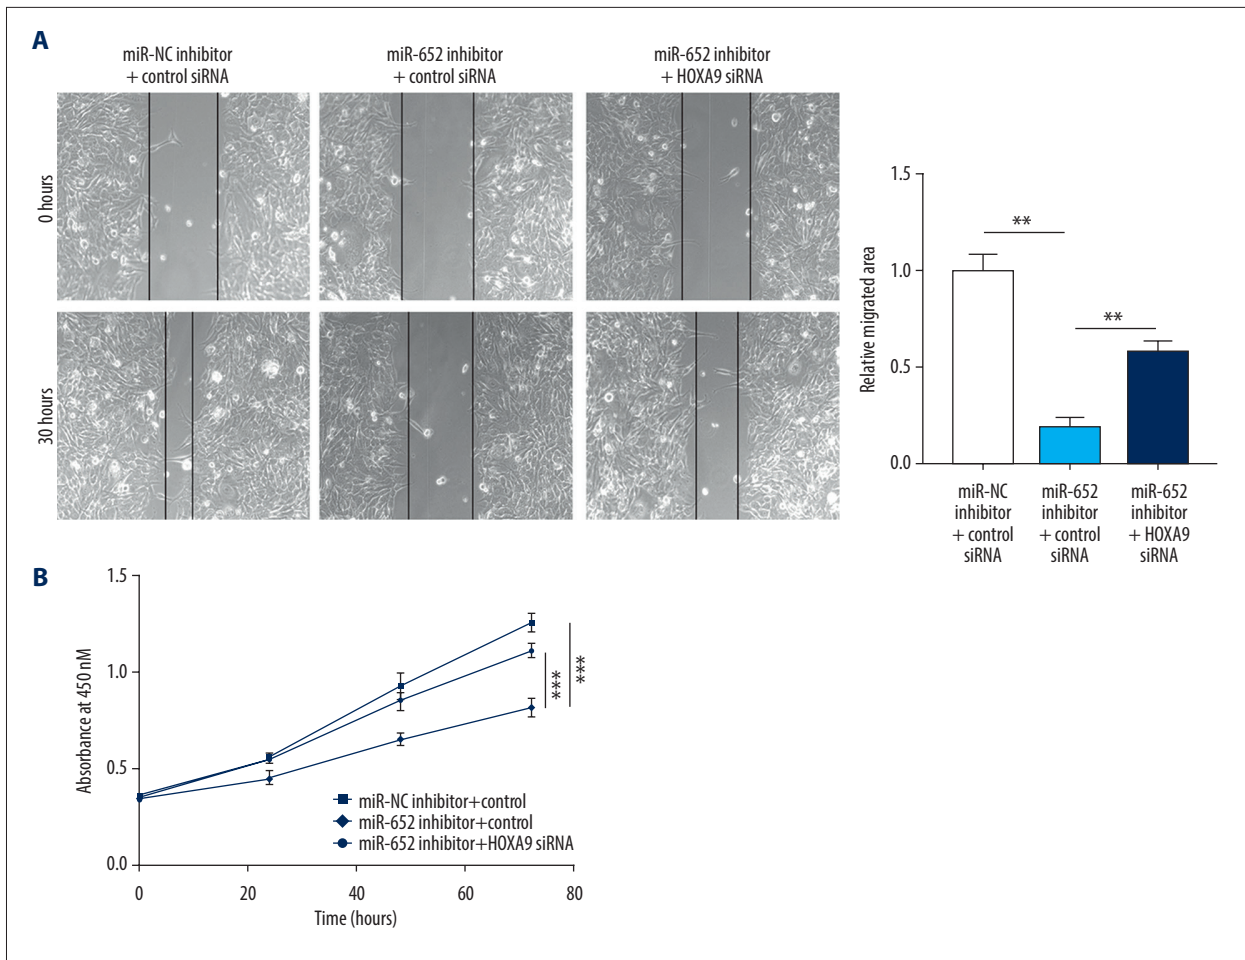 A
miR-NC inhibitor
+ control siRNA
miR-652 inhibitor
+ control siRNA
miR-652 inhibitor
+ HOXA9 siRNA
0 hours
30 hours
Relative migrated area
1.5
1.0
0.5
0.0
**
**
miR-NC
inhibitor
+ control
siRNA
miR-652
inhibitor
+ control
siRNA
miR-652
inhibitor
+ HOXA9
siRNA
B
Absorbance at 450 nM
1.5
1.0
0.5
0.0
***
***
miR-NC inhibitor+control
miR-652 inhibitor+control
miR-652 inhibitor+HOXA9 siRNA
0 20 40 60 80
Time (hours)